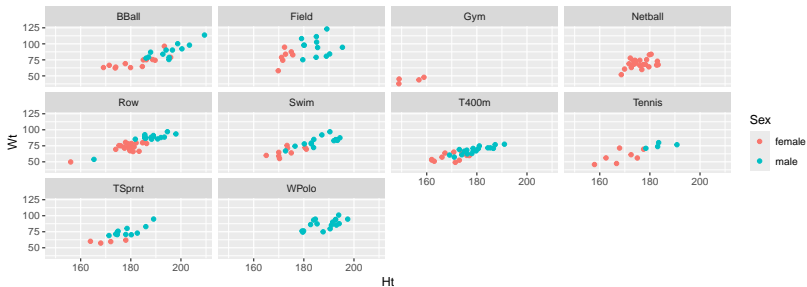 BBall Field Gym Netball
125
100
75
50
Row Swim T400m Tennis
125
100
75
50
Wt
Sex
female
male
160 180 200 160 180 200
TSprnt WPolo
125
100
75
50
160 180 200 160 180 200
Ht